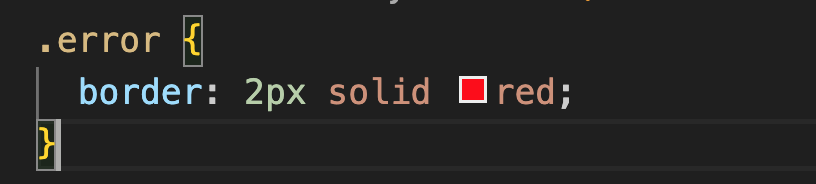 .error {
  border: 2px solid red;
}